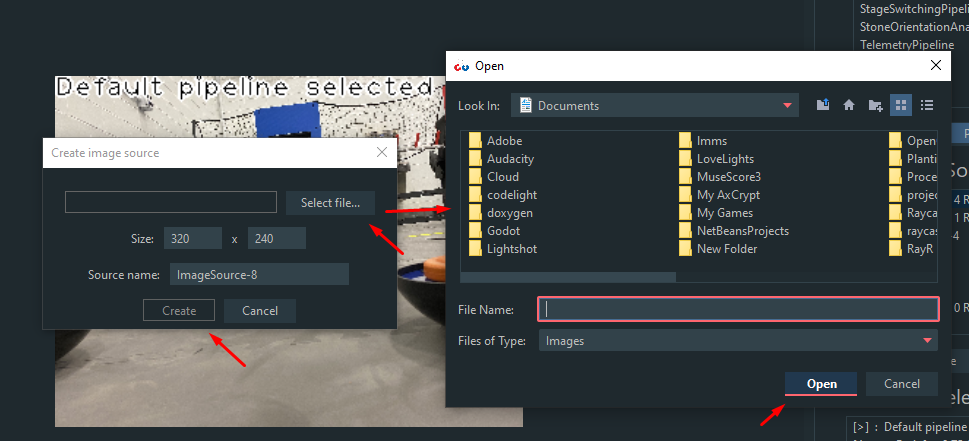 StageSwitchingPipeli
StoneOrientationAna
TelemetryPipeline
Default pipeline selected
Create image source
Select file...
Size: 320 x 240
Source name: ImageSource-8
Create Cancel
Open
Look In: Documents
Adobe
Audacity
Cloud
codelight
doxygen
Godot
Lightshot
Imms
LoveLights
MuseScore3
My AxCrypt
My Games
NetBeansProjects
New Folder
Open
Planti
Proce
projec
Rayca
raycas
RayR
File Name:
Files of Type: Images
Open Cancel
P
So
4 R
1 R
-4
0 R
e
ele
[>] : Default pipeline